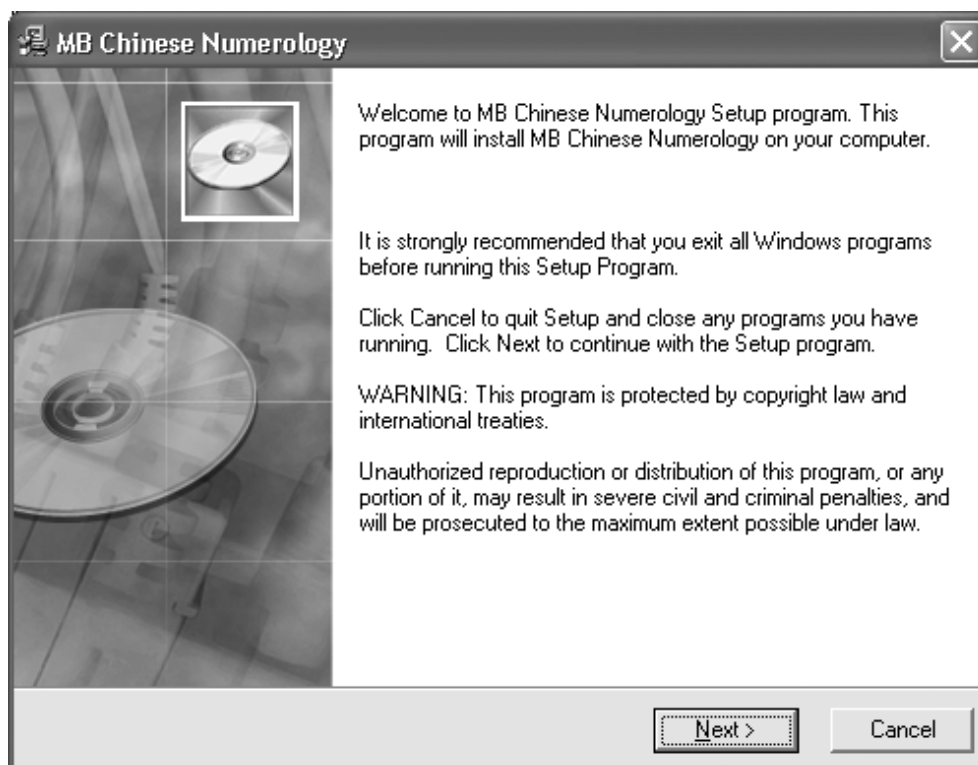 MB Chinese Numerology
Welcome to MB Chinese Numerology Setup program. This
program will install MB Chinese Numerology on your computer.
It is strongly recommended that you exit all Windows programs
before running this Setup Program.
Click Cancel to quit Setup and close any programs you have
running.  Click Next to continue with the Setup program.
WARNING: This program is protected by copyright law and
international treaties.
Unauthorized reproduction or distribution of this program, or any
portion of it, may result in severe civil and criminal penalties, and
will be prosecuted to the maximum extent possible under law.
Next >
Cancel